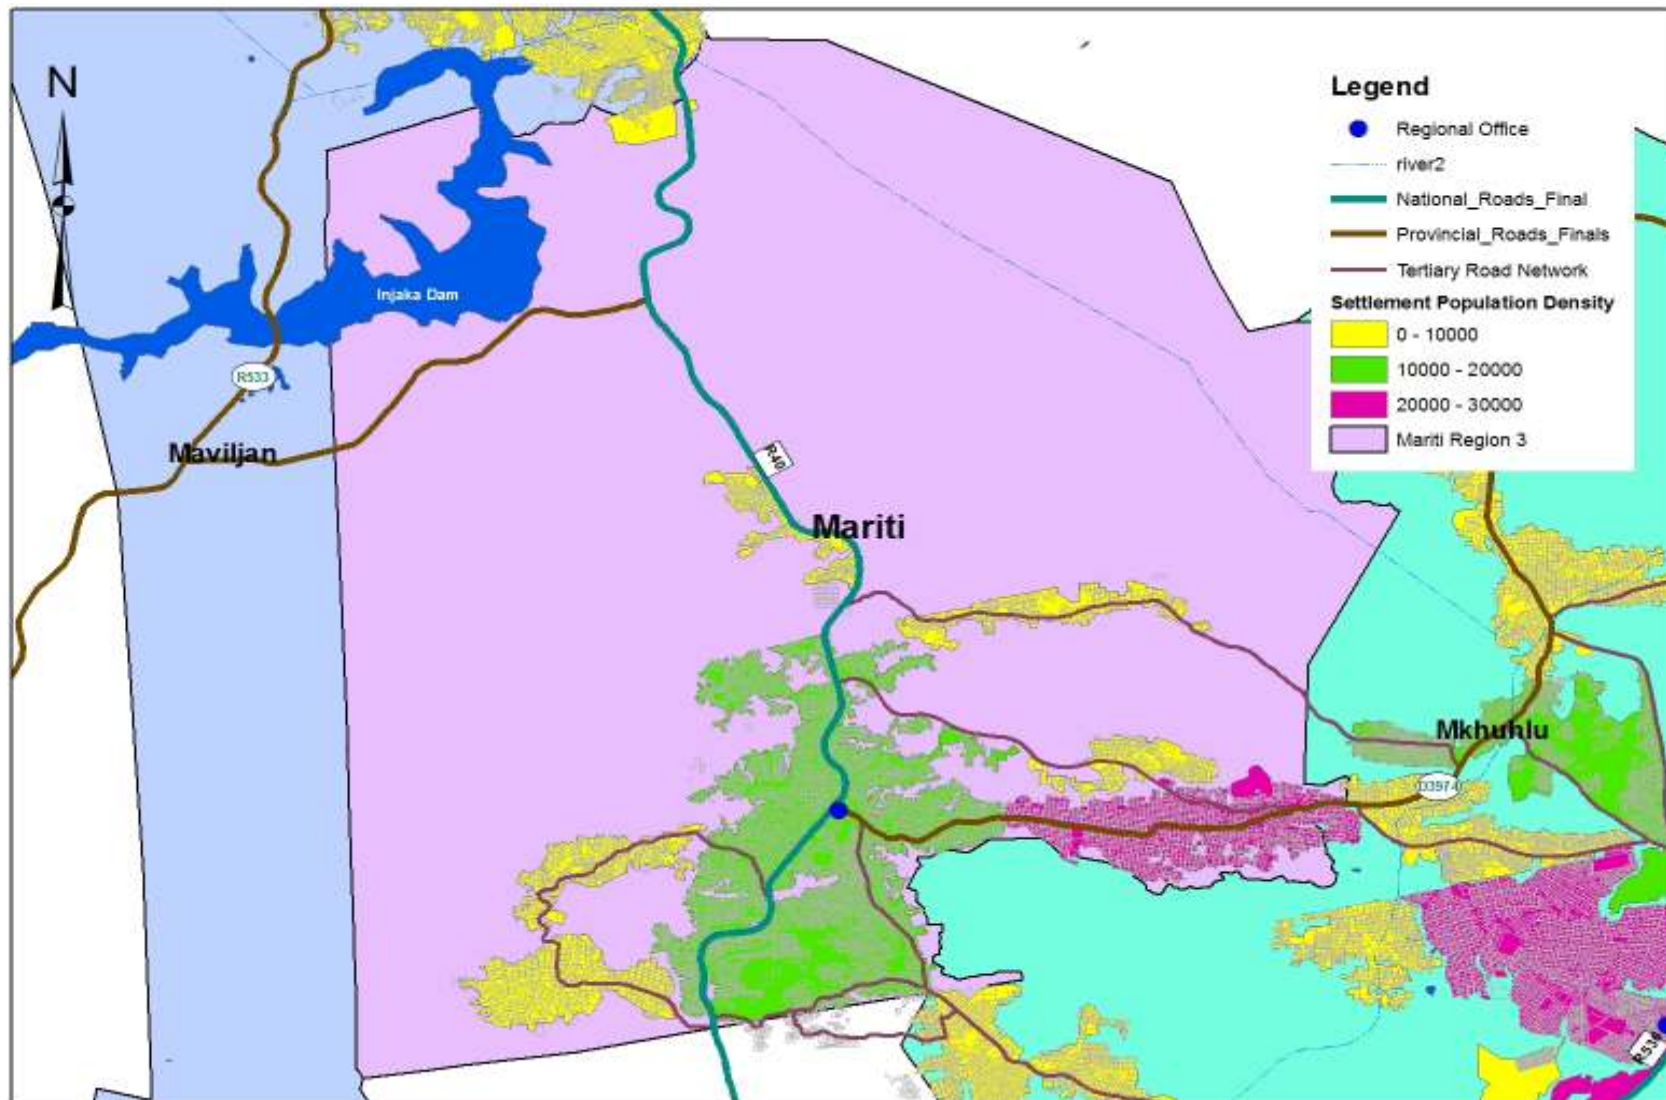 N
Legend
Regional Office
river2
National_Roads_Final
Provincial_Roads_Finals
Tertiary Road Network
Settlement Population Density
0 - 10000
10000 - 20000
20000 - 30000
Mariti Region 3
Injaka Dam
R533
Maviljan
R40
Mariti
Mkhuhlu
D3974
R536